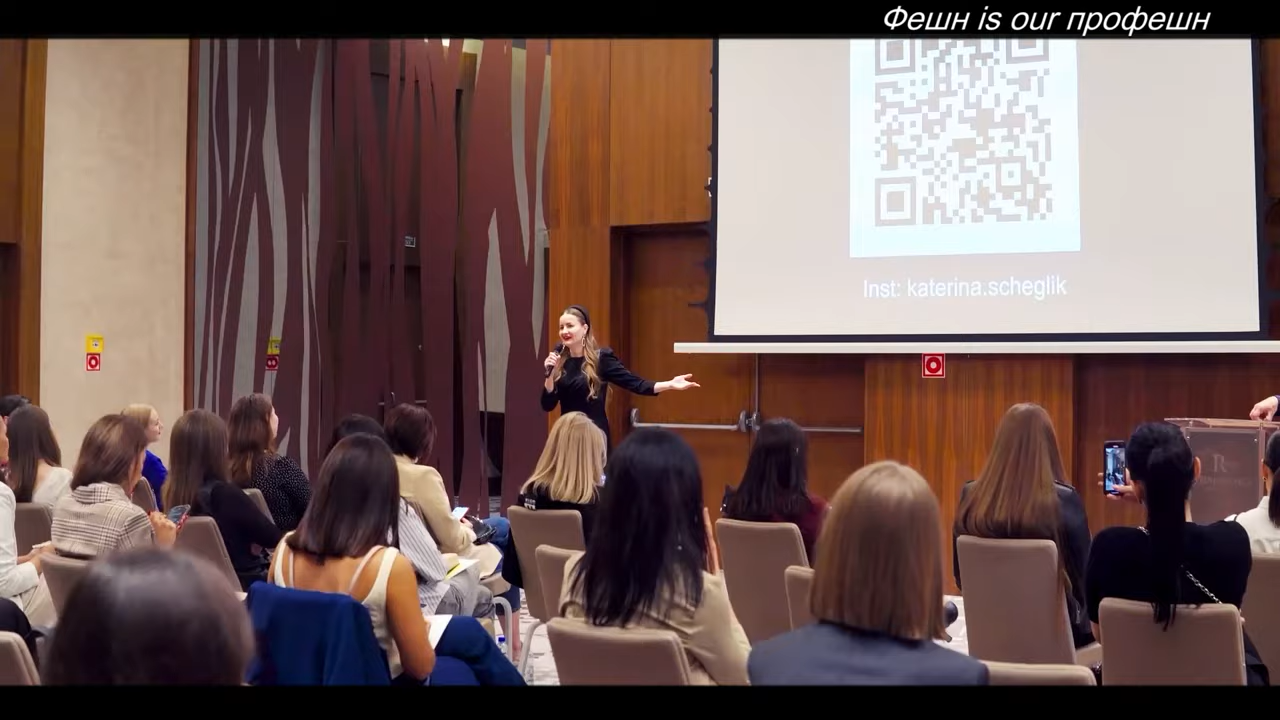 Фешн is our профешн
Inst: katerina.scheglik
R